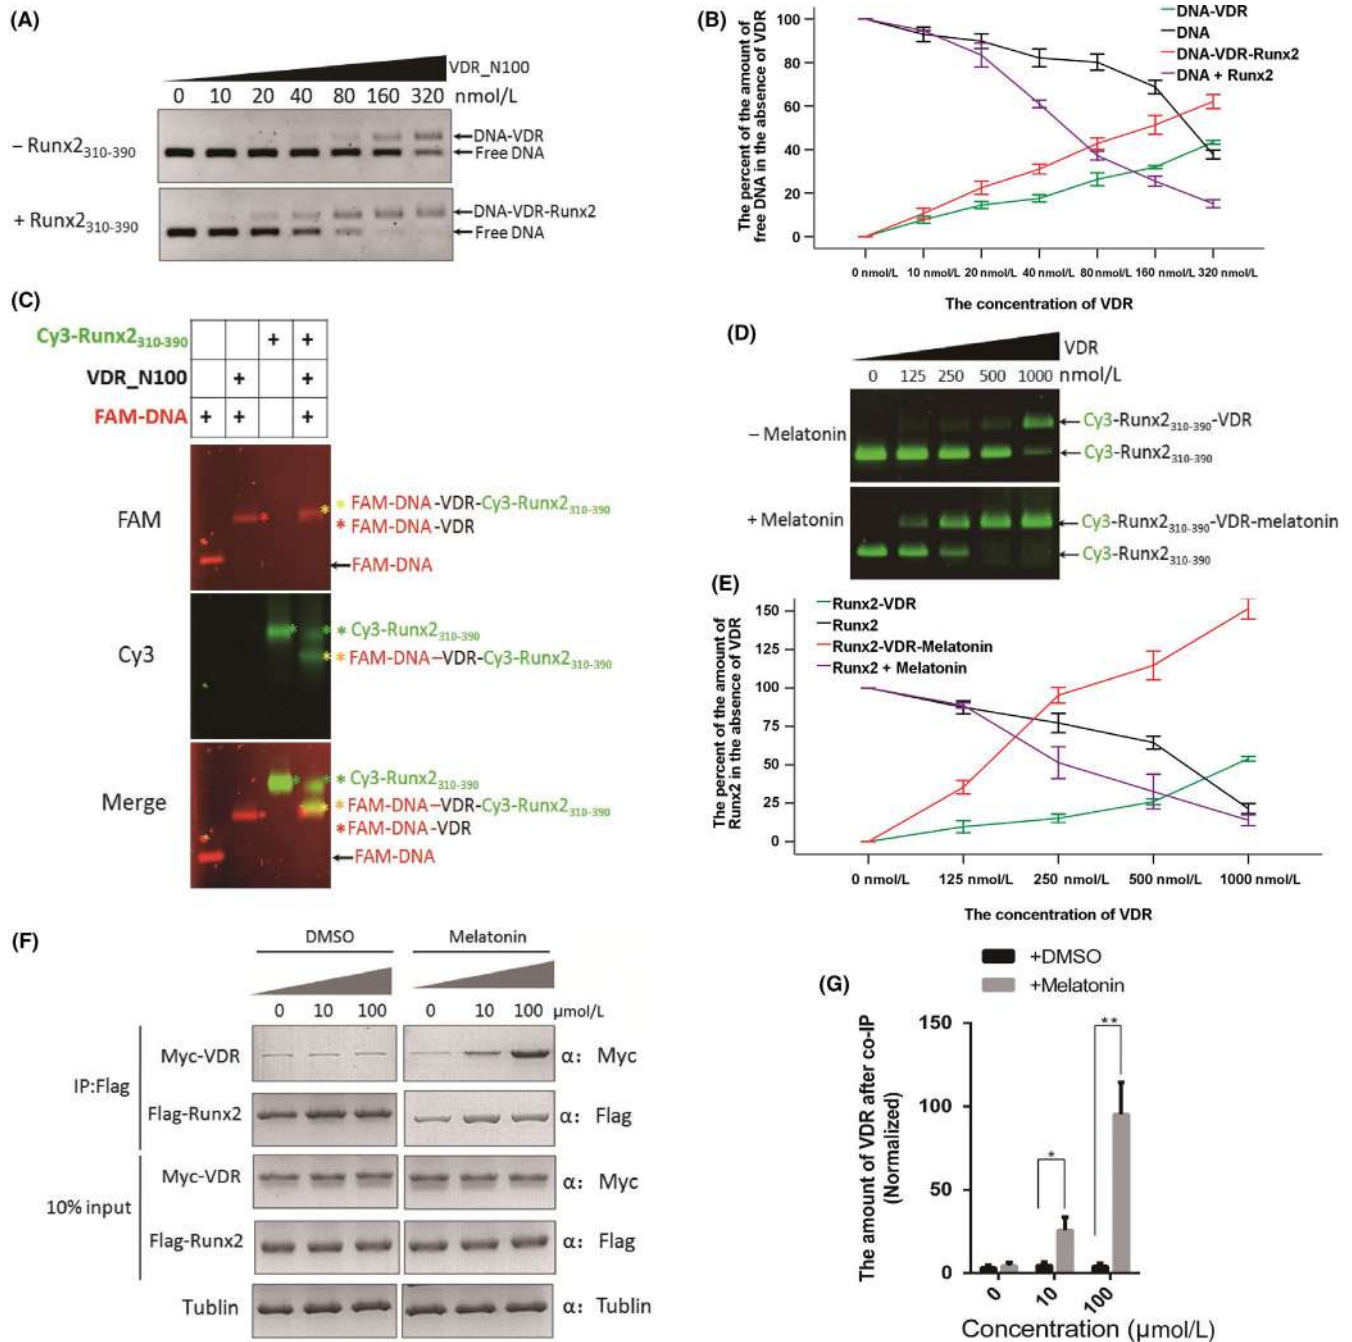 (A)
VDR_N100
0 10 20 40 80 160 320 nmol/L
– Runx2310-390
DNA-VDR
Free DNA
+ Runx2310-390
DNA-VDR-Runx2
Free DNA
(B)
DNA-VDR
DNA
DNA-VDR-Runx2
DNA + Runx2
The percent of the amount of
free DNA in the absence of VDR
100
80
60
40
20
0
0 nmol/L 10 nmol/L 20 nmol/L 40 nmol/L 80 nmol/L 160 nmol/L 320 nmol/L
The concentration of VDR
(C)
Cy3-Runx2310-390 + +
VDR_N100 + +
FAM-DNA + + +
FAM
* FAM-DNA-VDR-Cy3-Runx2310-390
* FAM-DNA-VDR
FAM-DNA
Cy3
* Cy3-Runx2310-390
* FAM-DNA–VDR-Cy3-Runx2310-390
Merge
* Cy3-Runx2310-390
* FAM-DNA–VDR-Cy3-Runx2310-390
* FAM-DNA-VDR
FAM-DNA
(D)
VDR
0 125 250 500 1000 nmol/L
– Melatonin
Cy3-Runx2310-390-VDR
Cy3-Runx2310-390
+ Melatonin
Cy3-Runx2310-390-VDR-melatonin
Cy3-Runx2310-390
(E)
Runx2-VDR
Runx2
Runx2-VDR-Melatonin
Runx2 + Melatonin
The percent of the amount of
Runx2 in the absence of VDR
150
125
100
75
50
25
0
0 nmol/L 125 nmol/L 250 nmol/L 500 nmol/L 1000 nmol/L
The concentration of VDR
(F)
DMSO Melatonin
0 10 100 0 10 100 μmol/L
IP:Flag
Myc-VDR α: Myc
Flag-Runx2 α: Flag
10% input
Myc-VDR α: Myc
Flag-Runx2 α: Flag
Tublin α: Tublin
(G)
+DMSO
+Melatonin
The amount of VDR after co-IP
(Normalized)
150
100
50
0
*
**
0 10 100
Concentration (μmol/L)